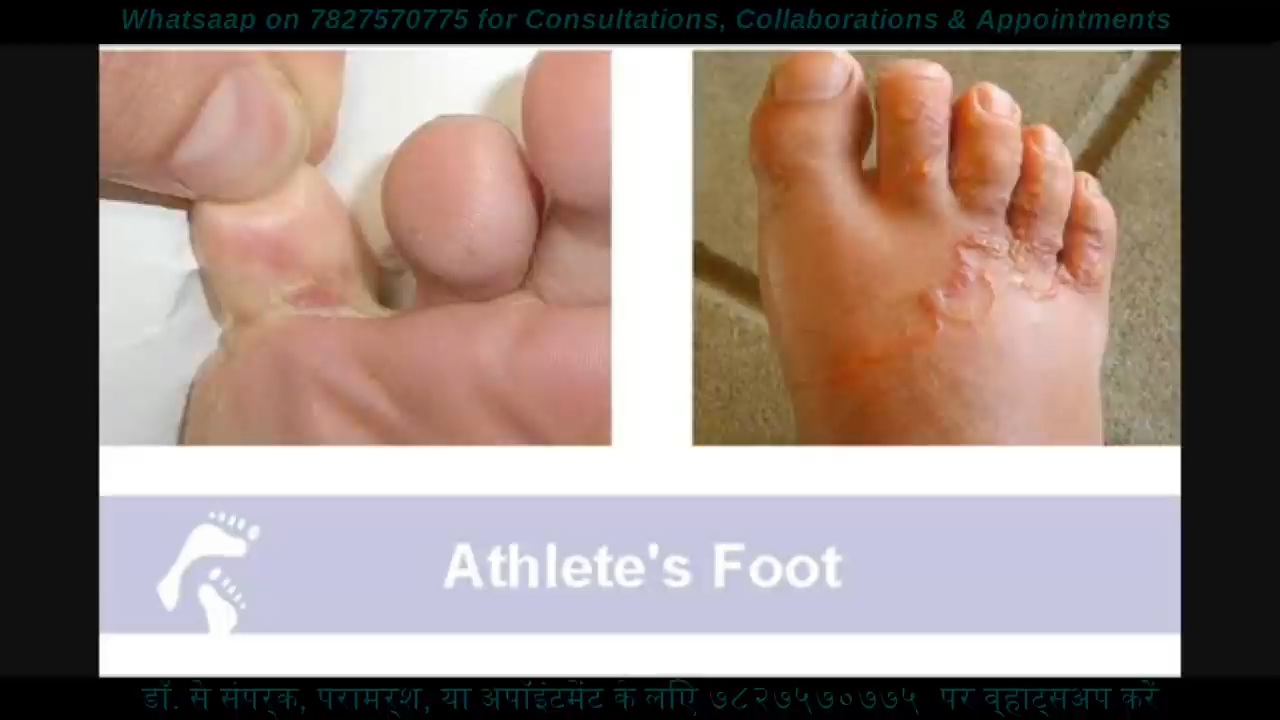 Whatsaap on 7827570775 for Consultations, Collaborations & Appointments
Athlete's Foot
डॉ. से संपर्क, परामर्श, या अपॉइंटमेंट के लिए ७८२७५७०७७५ पर व्हाट्सअप करें